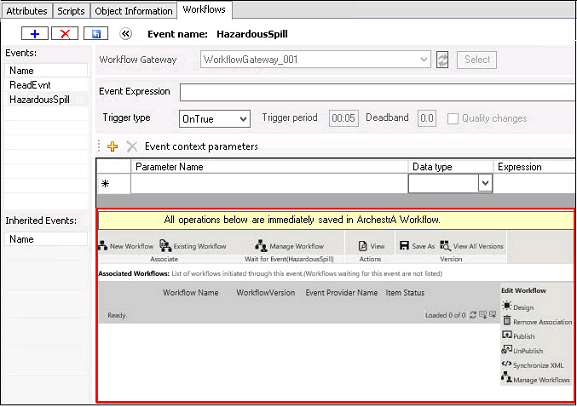 Attributes Scripts Object Information Workflows
Event name: HazardousSpill
Events:
Name
ReadEvnt
HazardousSpill
Workflow Gateway WorkflowGateway_001 Select
Event Expression
Trigger type OnTrue Trigger period 00:05 Deadband 0.0 Quality changes
Event context parameters
Parameter Name Data type Expression
Inherited Events:
Name
All operations below are immediately saved in ArchestrA Workflow.
New Workflow Existing Workflow Manage Workflow View Save As View All Versions
Associate Wait for Event(HazardousSpill) Actions Version
Associated Workflows: List of workflows initiated through this event.(Workflows waiting for this event are not listed)
Workflow Name WorkflowVersion Event Provider Name Item Status
Ready. Loaded 0 of 0
Edit Workflow
Design
Remove Association
Publish
UnPublish
Synchronize XML
Manage Workflows